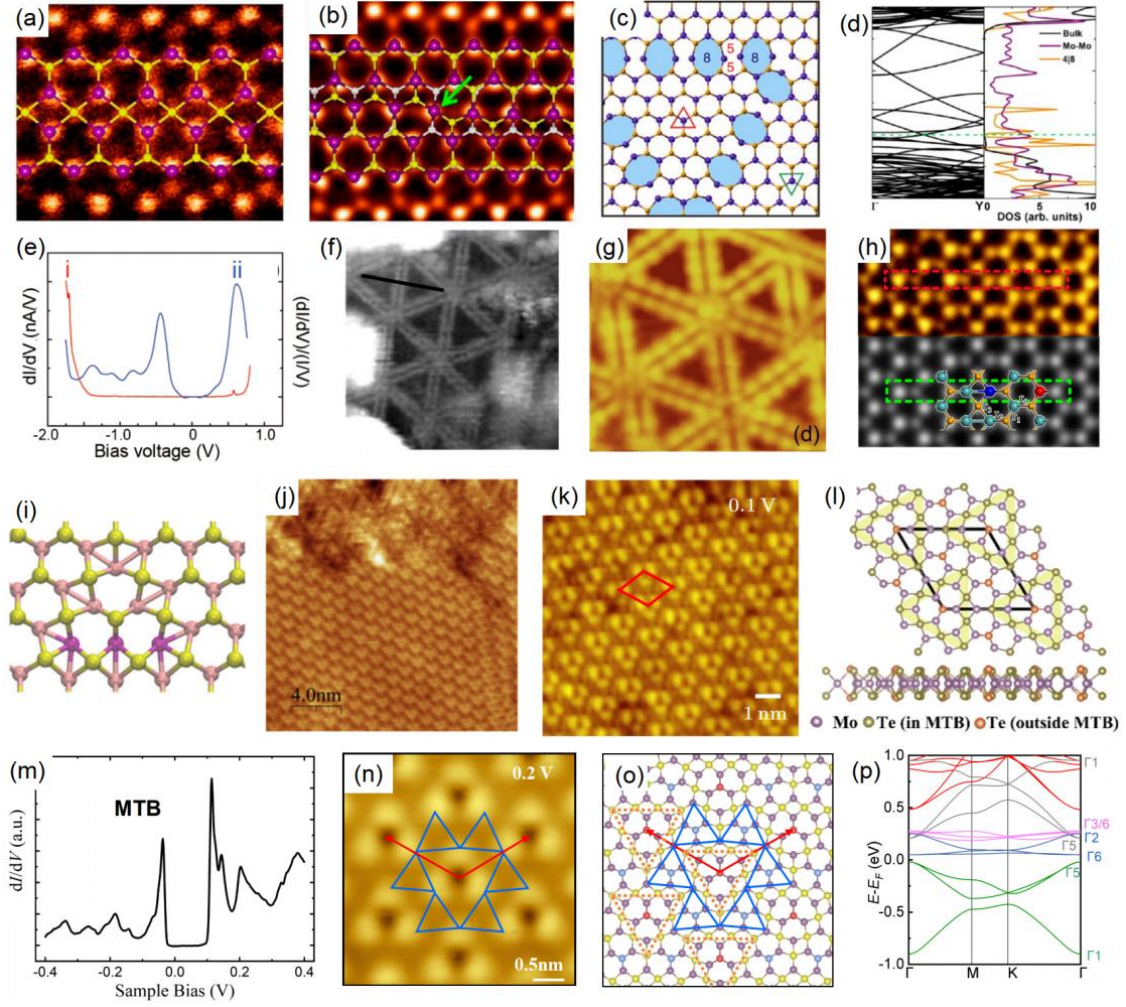 (a)
(b)
(c)
8
5
5
8
(d)
Bulk
Mo-Mo
4|8
Γ
Y
0
5
10
DOS (arb. units)
(e)
i
ii
dI/dV (nA/V)
(dI/dV)(I/V)
-2.0
-1.0
0
1.0
Bias voltage (V)
(f)
(g)
(d)
(h)
(i)
(j)
4.0nm
(k)
0.1 V
1 nm
(l)
Mo
Te (in MTB)
Te (outside MTB)
(m)
MTB
dI/dV (a.u.)
-0.4
-0.2
0.0
0.2
0.4
Sample Bias (V)
(n)
0.2 V
0.5nm
(o)
(p)
1.0
0.5
0.0
-0.5
-1.0
E-E_F (eV)
Γ
M
K
Γ
Γ1
Γ3/6
Γ2
Γ5
Γ6
Γ5
Γ1